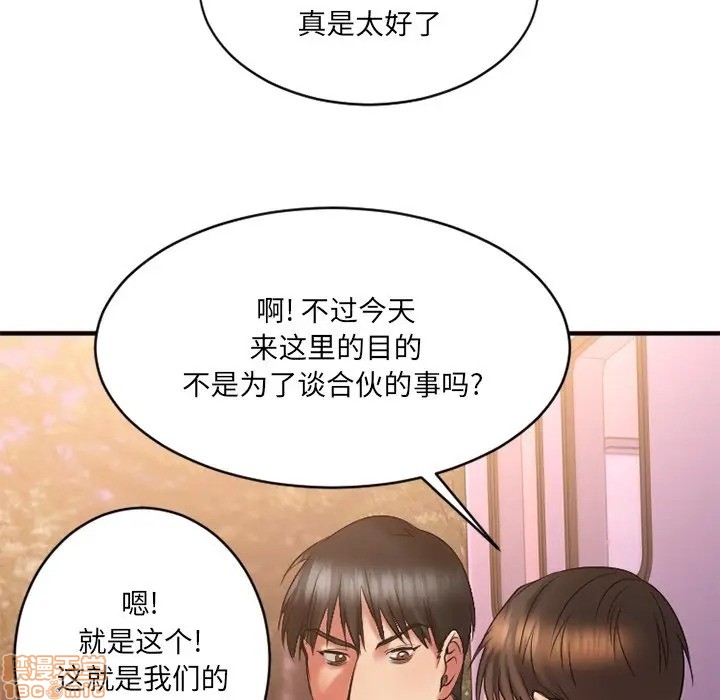 真是太好了
啊! 不过今天
来这里的目的
不是为了谈合伙的事吗?
嗯!
就是这个!
这就是我们的